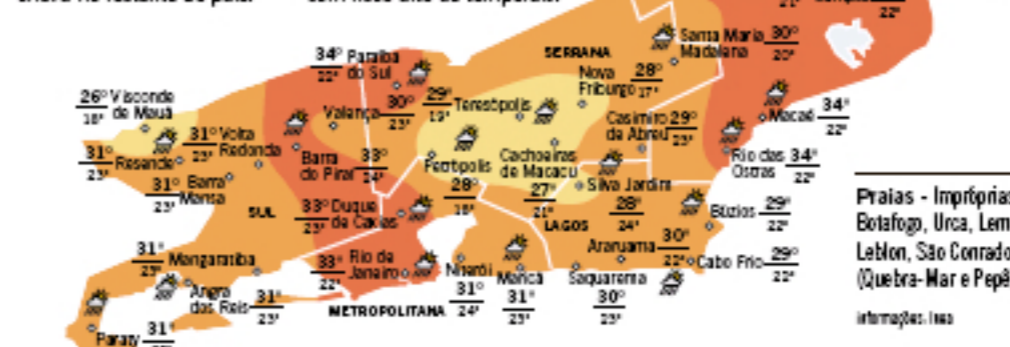 22°
SERRANA
Santa Maria 30°
Madalena 20°
34° Paraíba
22° do Sul
Nova 28°
Friburgo 17°
26° Visconde
18° de Mauá
Valença 30°
23°
29° Teresópolis
19°
Casimiro 29°
de Abreu 23°
Macaé 34°
22°
31° Volta
23° Redonda
31° Resende
23°
Barra 33°
do Piraí 24°
Petrópolis
28°
18°
Cachoeiras
de Macacu
27°
21°
Rio das 34°
Ostras 22°
31° Barra
23° Mansa
Silva Jardim
28°
24°
SUL
33° Duque
23° de Caxias
LAGOS
Búzios 29°
22°
Araruama 30°
22°
Cabo Frio 29°
22°
31° Mangaratiba
23°
33° Rio de
22° Janeiro
Niterói
31°
24°
Maricá
31°
23°
Saquarema
30°
23°
Angra 31°
dos Reis 23°
METROPOLITANA
Paraty 31°
Praias - Impróprias
Botafogo, Urca, Lem
Leblon, São Conrado
(Quebra-Mar e Pepê
Informações: Inea